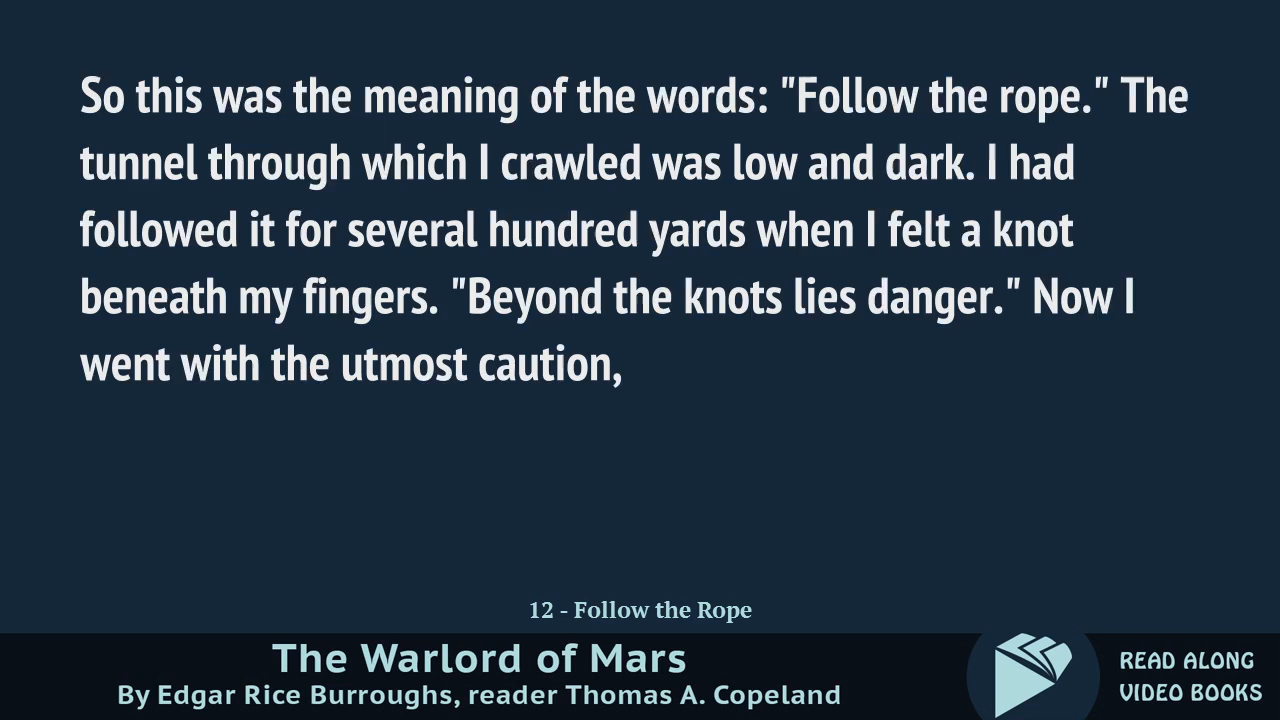 So this was the meaning of the words: "Follow the rope." The
tunnel through which I crawled was low and dark. I had
followed it for several hundred yards when I felt a knot
beneath my fingers. "Beyond the knots lies danger." Now I
went with the utmost caution,
12 - Follow the Rope
The Warlord of Mars
By Edgar Rice Burroughs, reader Thomas A. Copeland
READ ALONG
VIDEO BOOKS